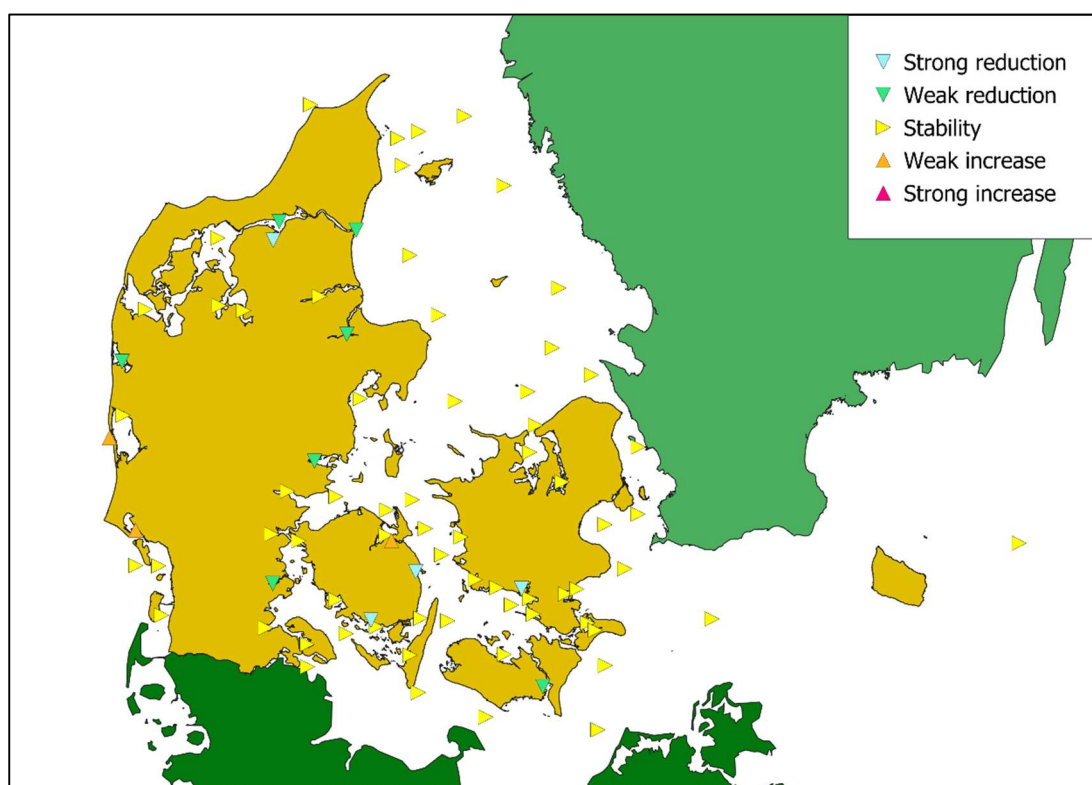 Strong reduction
Weak reduction
Stability
Weak increase
Strong increase